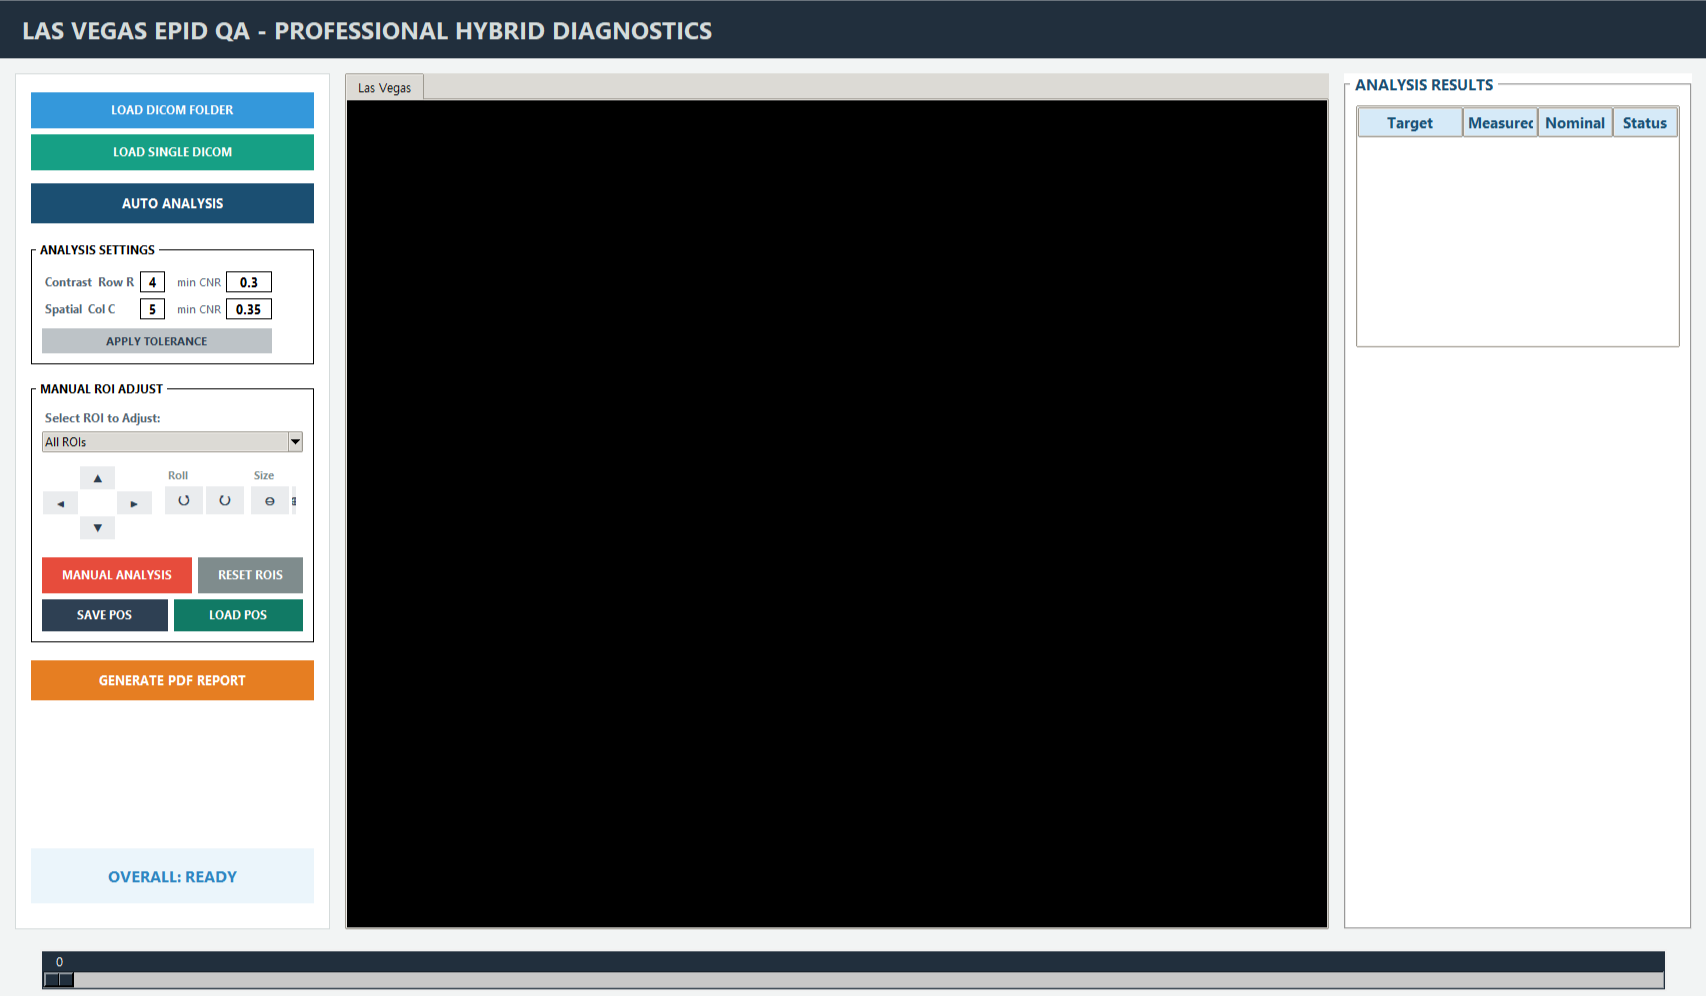 LAS VEGAS EPID QA - PROFESSIONAL HYBRID DIAGNOSTICS
LOAD DICOM FOLDER
LOAD SINGLE DICOM
AUTO ANALYSIS
ANALYSIS SETTINGS
Contrast Row R 4 min CNR 0.3
Spatial Col C 5 min CNR 0.35
APPLY TOLERANCE
MANUAL ROI ADJUST
Select ROI to Adjust:
All ROIs
Roll Size
MANUAL ANALYSIS RESET ROIS
SAVE POS LOAD POS
GENERATE PDF REPORT
OVERALL: READY
Las Vegas
ANALYSIS RESULTS
Target Measured Nominal Status
0